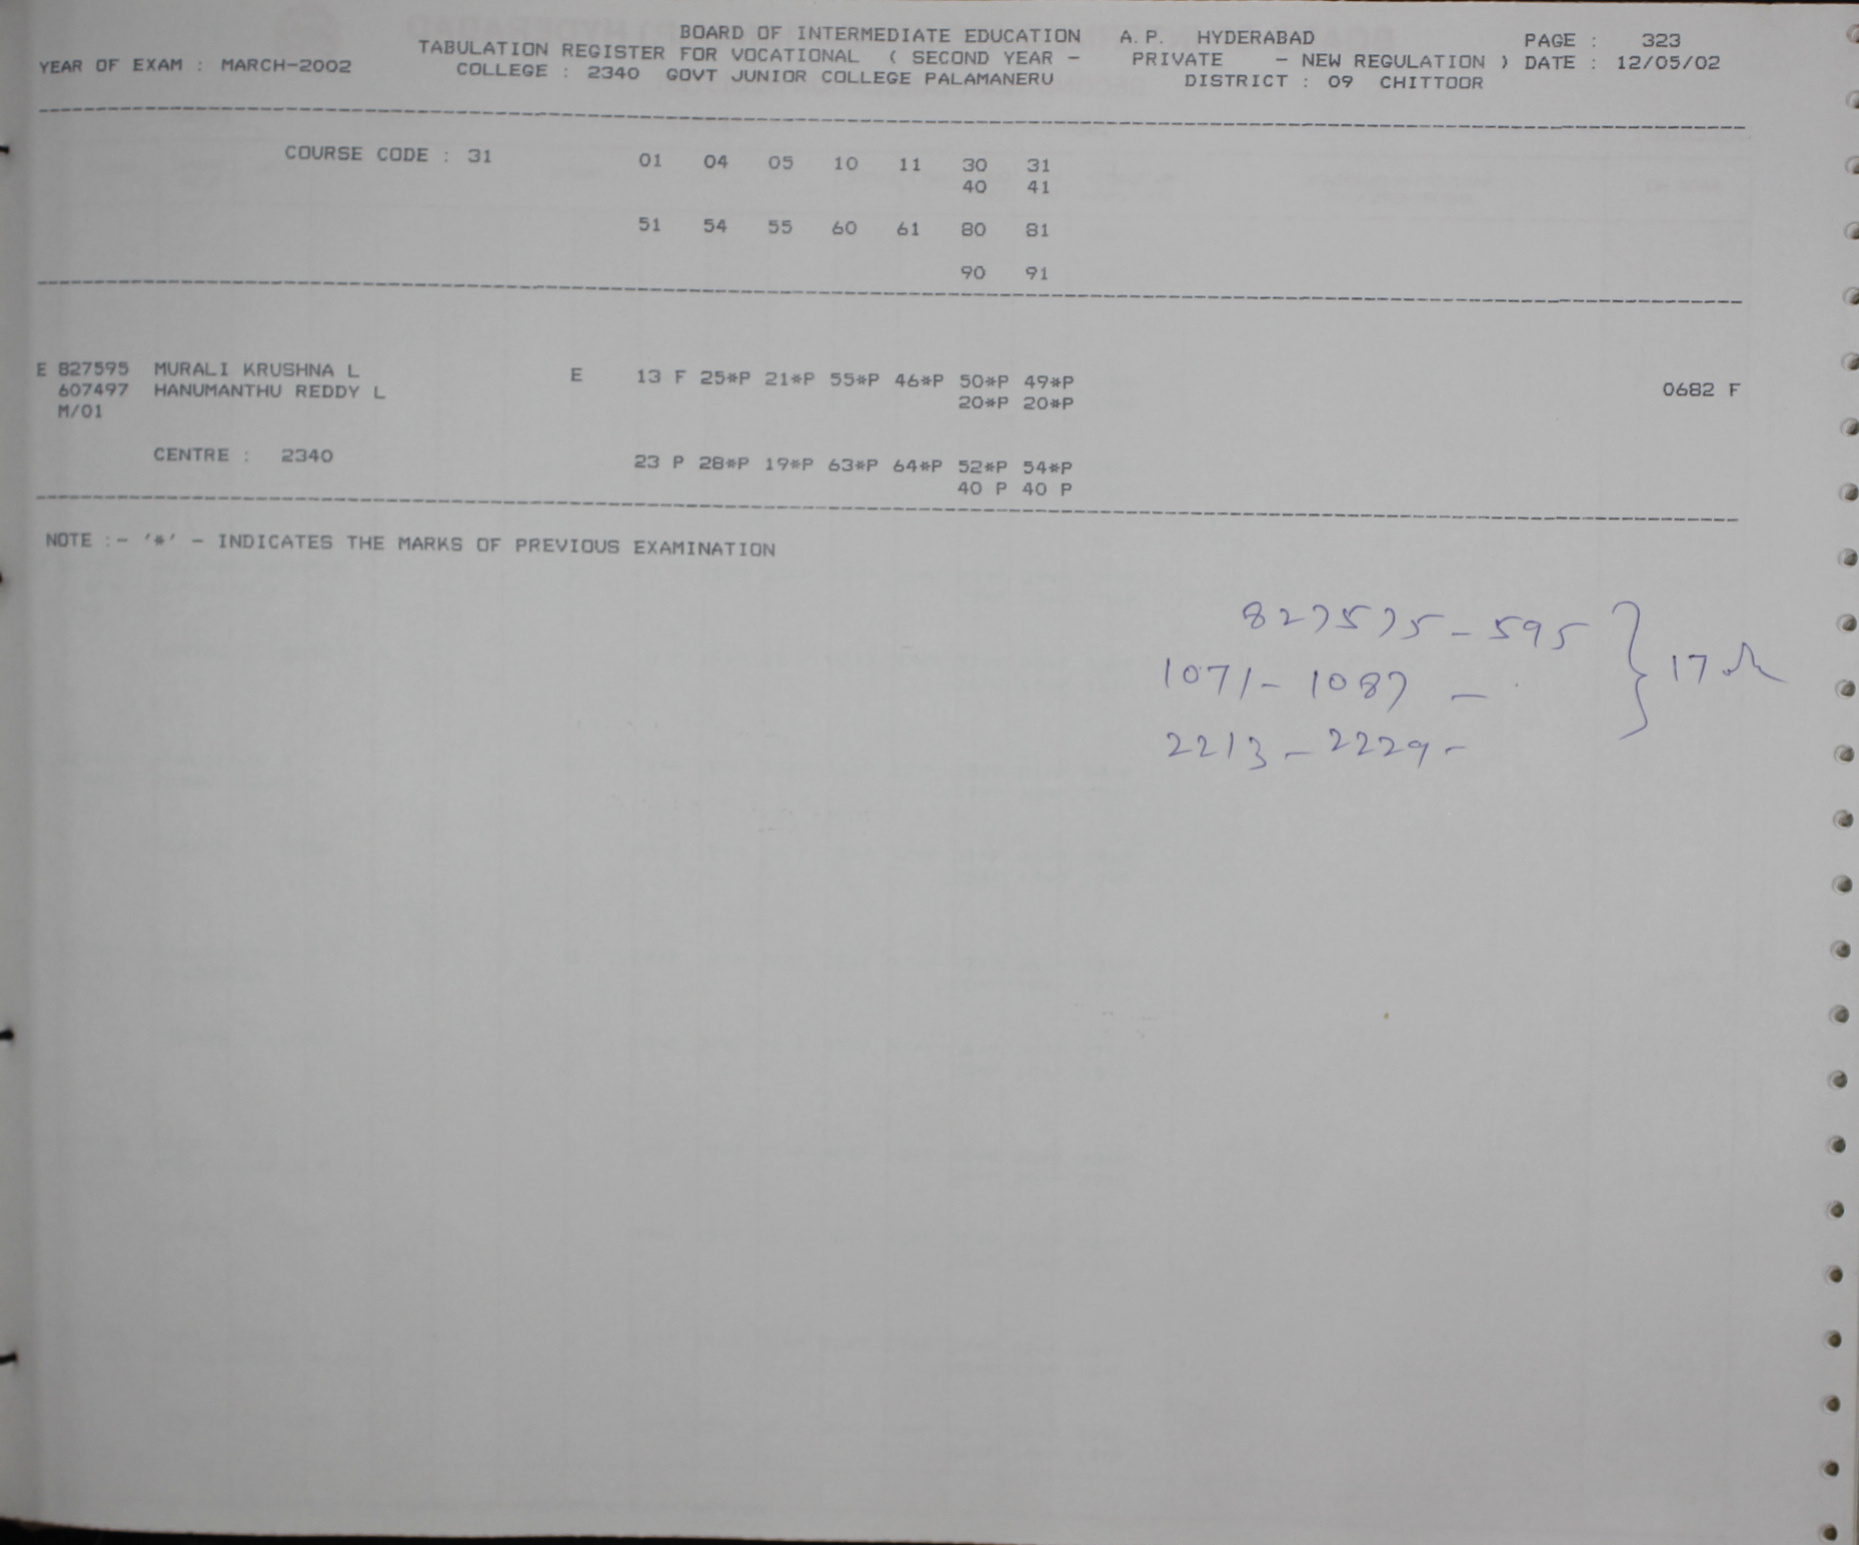 BOARD OF INTERMEDIATE EDUCATION A.P. HYDERABAD PAGE : 323
TABULATION REGISTER FOR VOCATIONAL ( SECOND YEAR - PRIVATE - NEW REGULATION ) DATE : 12/05/02
YEAR OF EXAM : MARCH-2002 COLLEGE : 2340 GOVT JUNIOR COLLEGE PALAMANERU DISTRICT : 09 CHITTOOR
COURSE CODE : 31 01 04 05 10 11 30 31
40 41
51 54 55 60 61 80 81
90 91
E 827595 MURALI KRUSHNA L E 13 F 25*P 21*P 55*P 46*P 50*P 49*P
607497 HANUMANTHU REDDY L 20*P 20*P 0682 F
M/01
CENTRE : 2340 23 P 28*P 19*P 63*P 64*P 52*P 54*P
40 P 40 P
NOTE :- '*' - INDICATES THE MARKS OF PREVIOUS EXAMINATION
827575 - 595
1071 - 1087 - } 17
2213 - 2229 -